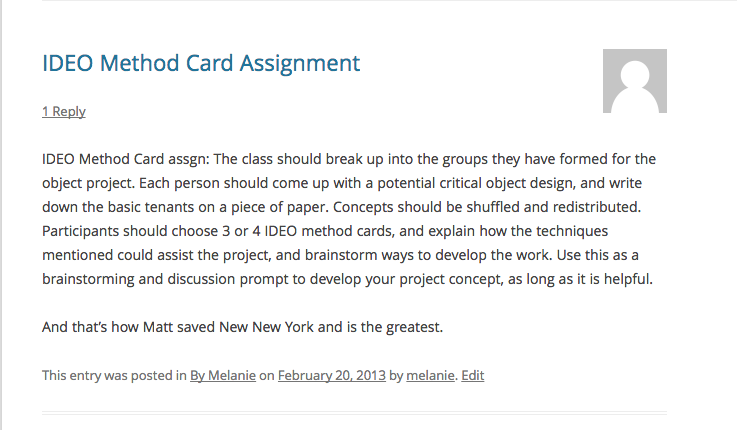 IDEO Method Card Assignment
1 Reply
IDEO Method Card assgn: The class should break up into the groups they have formed for the
object project. Each person should come up with a potential critical object design, and write
down the basic tenants on a piece of paper. Concepts should be shuffled and redistributed.
Participants should choose 3 or 4 IDEO method cards, and explain how the techniques
mentioned could assist the project, and brainstorm ways to develop the work. Use this as a
brainstorming and discussion prompt to develop your project concept, as long as it is helpful.
And that’s how Matt saved New New York and is the greatest.
This entry was posted in By Melanie on February 20, 2013 by melanie. Edit